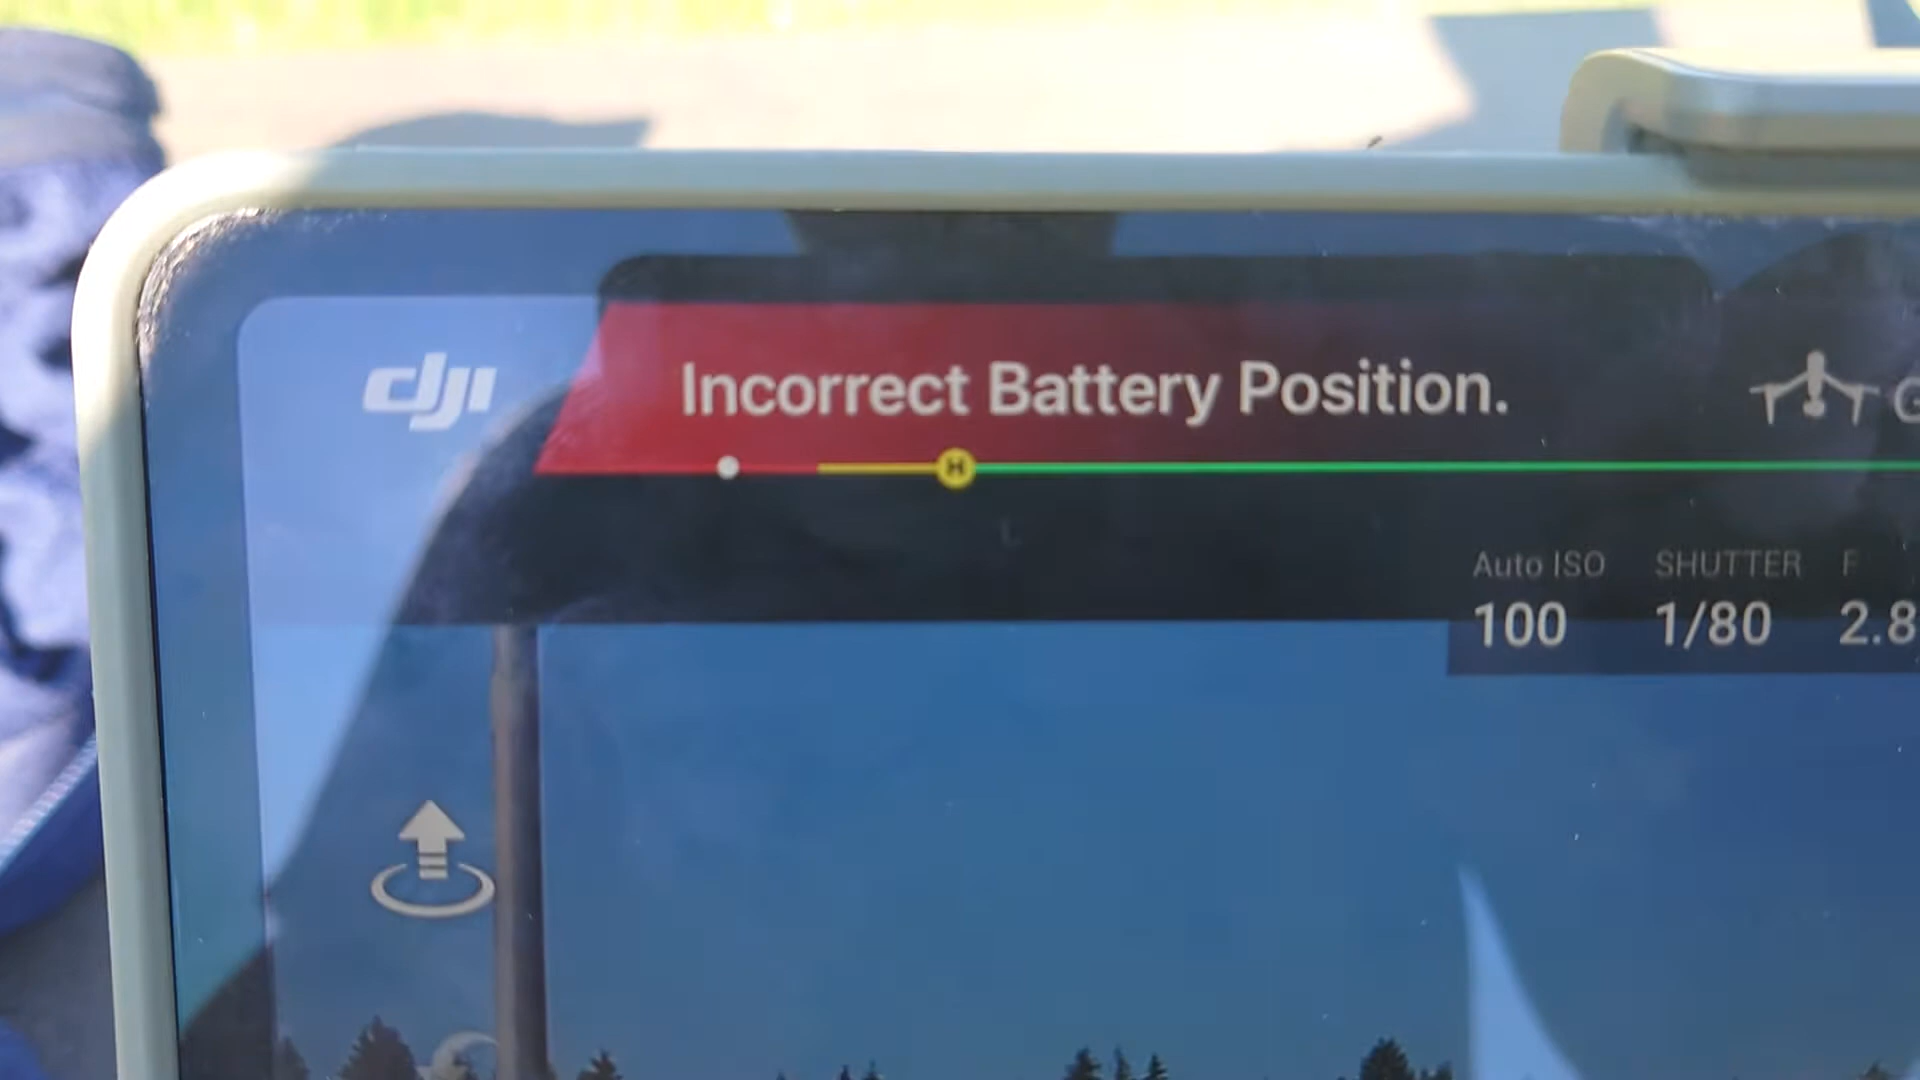 dji
Incorrect Battery Position.
H
Auto ISO SHUTTER F
100 1/80 2.8